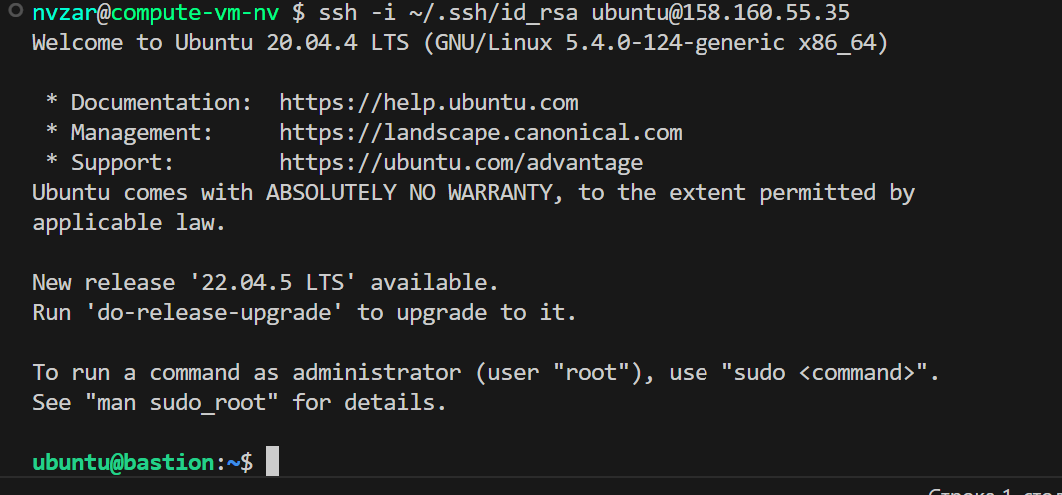 nvzar@compute-vm-nv $ ssh -i ~/.ssh/id_rsa ubuntu@158.160.55.35
Welcome to Ubuntu 20.04.4 LTS (GNU/Linux 5.4.0-124-generic x86_64)
* Documentation:  https://help.ubuntu.com
* Management:     https://landscape.canonical.com
* Support:        https://ubuntu.com/advantage
Ubuntu comes with ABSOLUTELY NO WARRANTY, to the extent permitted by
applicable law.
New release '22.04.5 LTS' available.
Run 'do-release-upgrade' to upgrade to it.
To run a command as administrator (user "root"), use "sudo <command>".
See "man sudo_root" for details.
ubuntu@bastion:~$